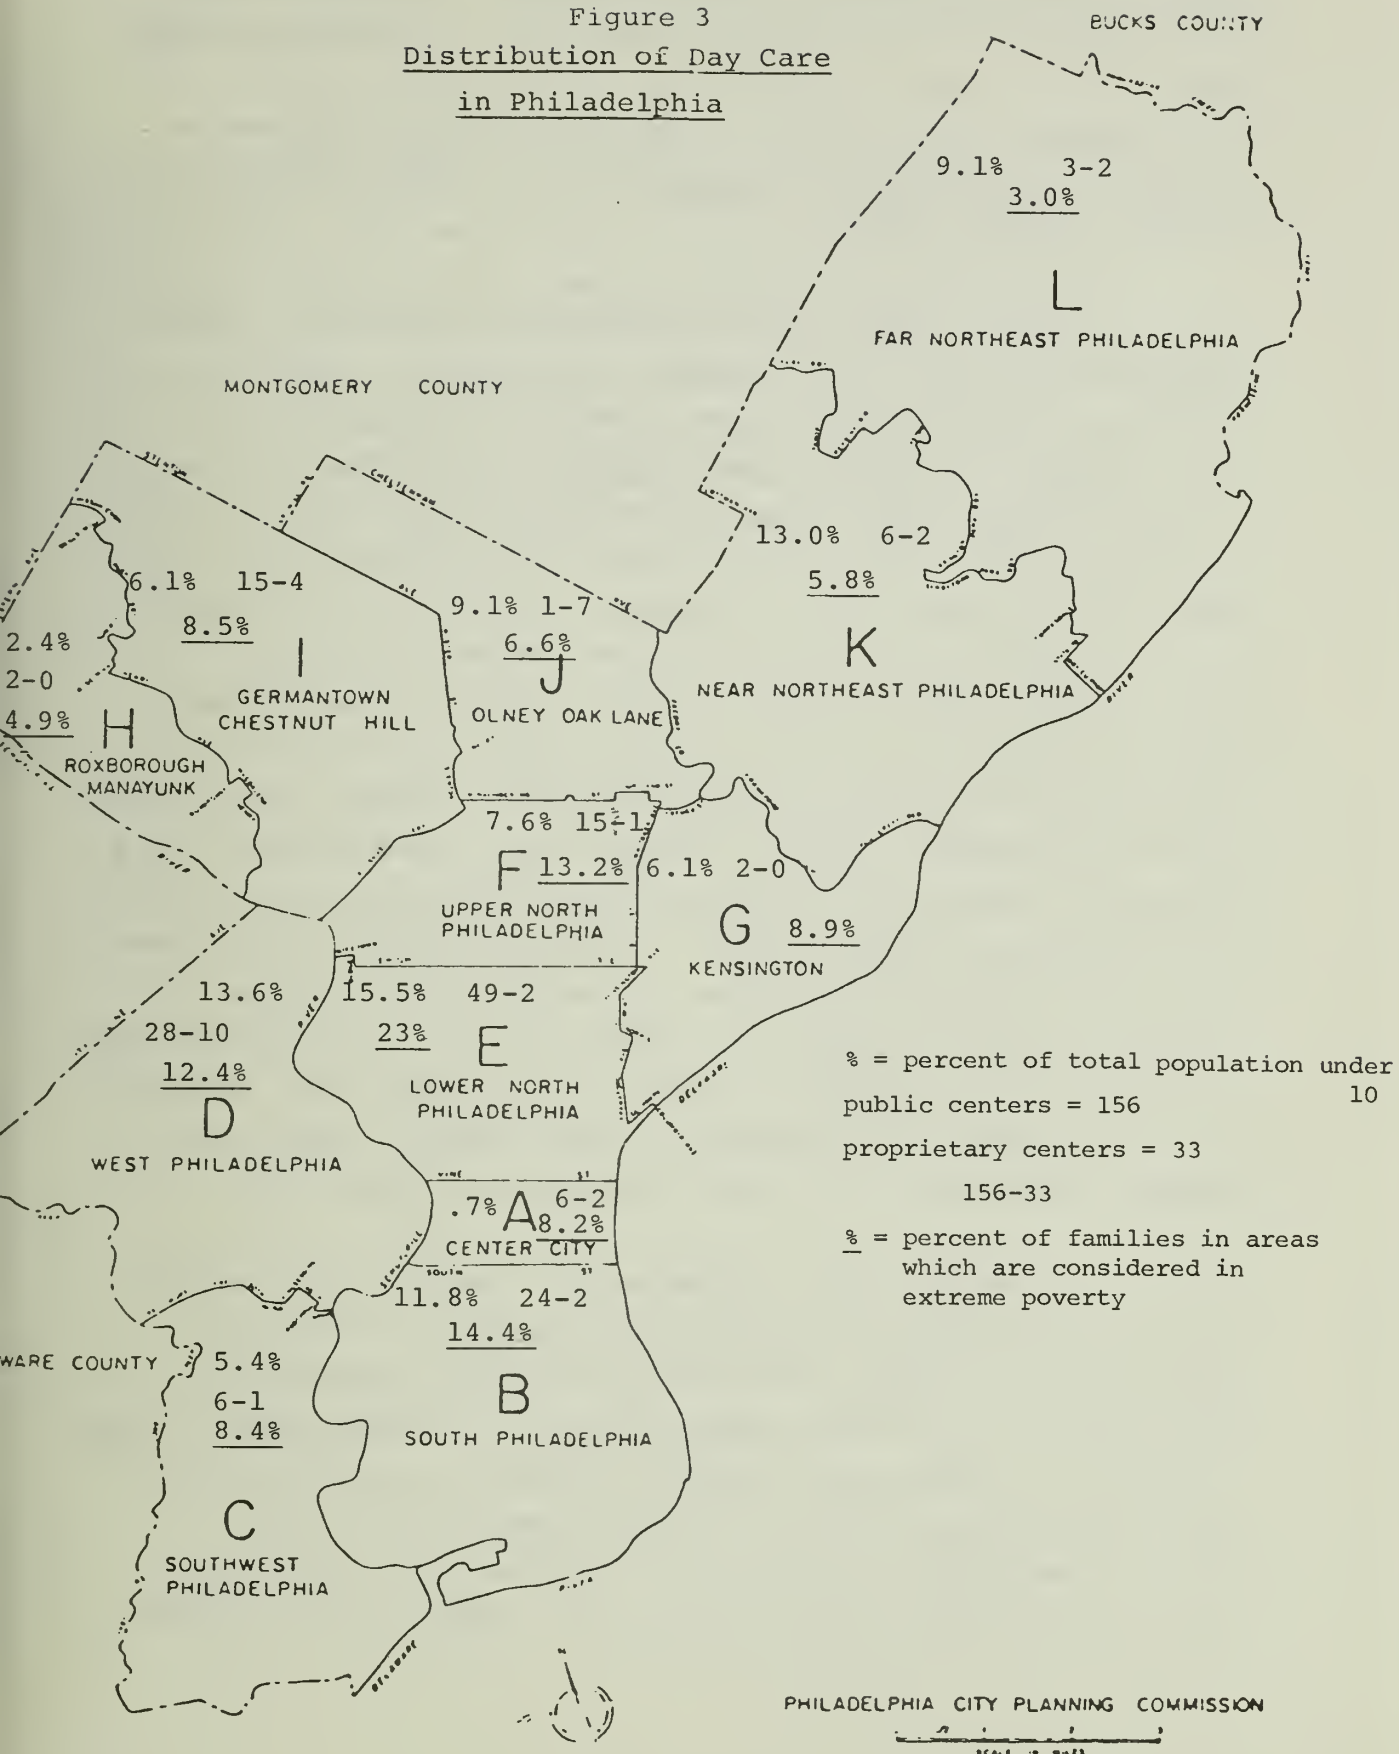 Figure 3
BUCKS COUNTY
Distribution of Day Care
in Philadelphia
9.1% 3-2
3.0%
L
FAR NORTHEAST PHILADELPHIA
MONTGOMERY COUNTY
13.0% 6-2
5.8%
K
NEAR NORTHEAST PHILADELPHIA
RIVER
6.1% 15-4
8.5%
I
GERMANTOWN
CHESTNUT HILL
9.1% 1-7
6.6%
J
OLNEY OAK LANE
2.4%
2-0
4.9%
H
ROXBOROUGH
MANAYUNK
7.6% 15-1
F 13.2%
UPPER NORTH
PHILADELPHIA
6.1% 2-0
G 8.9%
KENSINGTON
13.6%
28-10
12.4%
D
WEST PHILADELPHIA
15.5% 49-2
23%
E
LOWER NORTH
PHILADELPHIA
% = percent of total population under
10
public centers = 156
proprietary centers = 33
156-33
% = percent of families in areas
which are considered in
extreme poverty
VINE ST
.7% A 6-2
8.2%
CENTER CITY
SOUTH ST
11.8% 24-2
14.4%
B
SOUTH PHILADELPHIA
WARE COUNTY
5.4%
6-1
8.4%
C
SOUTHWEST
PHILADELPHIA
DELAWARE
PHILADELPHIA CITY PLANNING COMMISSION